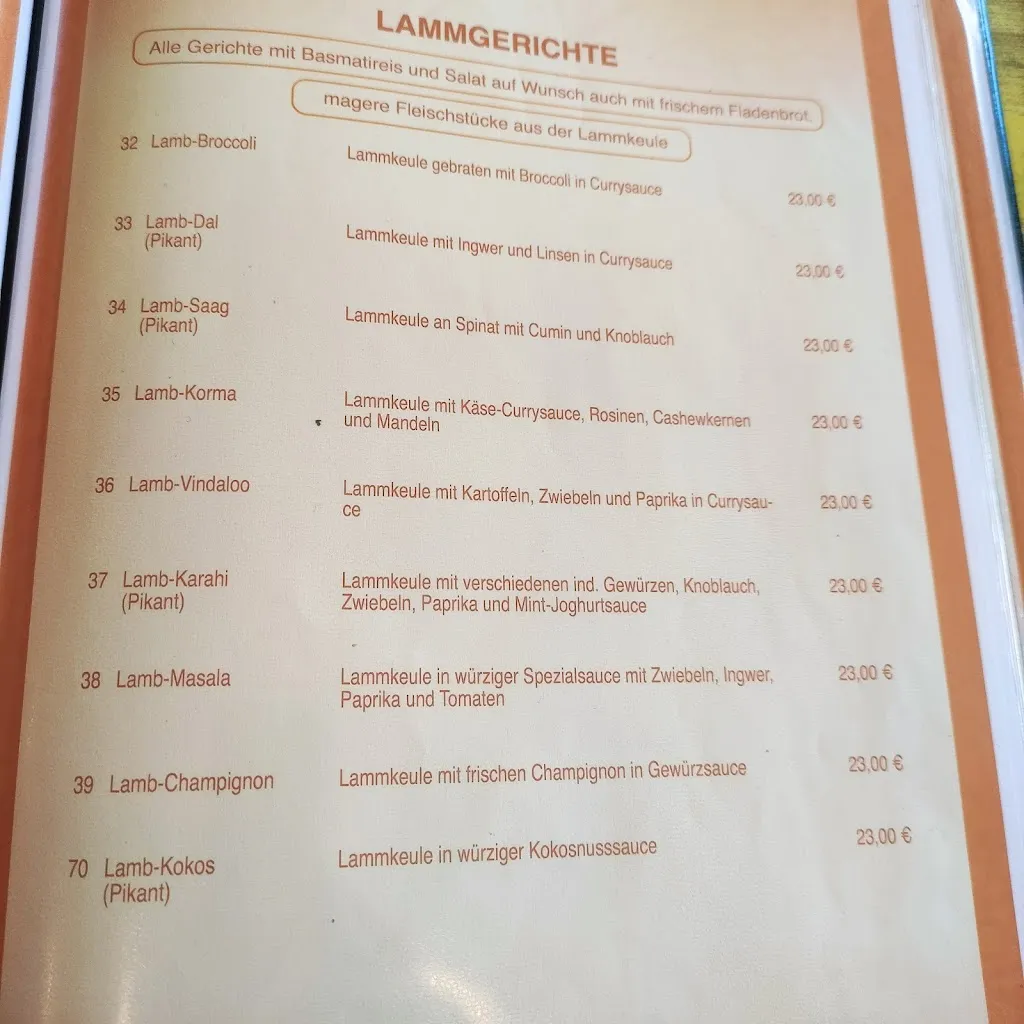 LAMMGERICHTE
Alle Gerichte mit Basmatireis und Salat auf Wunsch auch mit frischem Fladenbrot.
magere Fleischstücke aus der Lammkeule
32 Lamb-Broccoli
Lammkeule gebraten mit Broccoli in Currysauce
23,00 €
33 Lamb-Dal
(Pikant)
Lammkeule mit Ingwer und Linsen in Currysauce
23,00 €
34 Lamb-Saag
(Pikant)
Lammkeule an Spinat mit Cumin und Knoblauch
23,00 €
35 Lamb-Korma
Lammkeule mit Käse-Currysauce, Rosinen, Cashewkernen
und Mandeln
23,00 €
36 Lamb-Vindaloo
Lammkeule mit Kartoffeln, Zwiebeln und Paprika in Currysau-
ce
23,00 €
37 Lamb-Karahi
(Pikant)
Lammkeule mit verschiedenen ind. Gewürzen, Knoblauch,
Zwiebeln, Paprika und Mint-Joghurtsauce
23,00 €
38 Lamb-Masala
Lammkeule in würziger Spezialsauce mit Zwiebeln, Ingwer,
Paprika und Tomaten
23,00 €
39 Lamb-Champignon
Lammkeule mit frischen Champignon in Gewürzsauce
23,00 €
70 Lamb-Kokos
(Pikant)
Lammkeule in würziger Kokosnusssauce
23,00 €